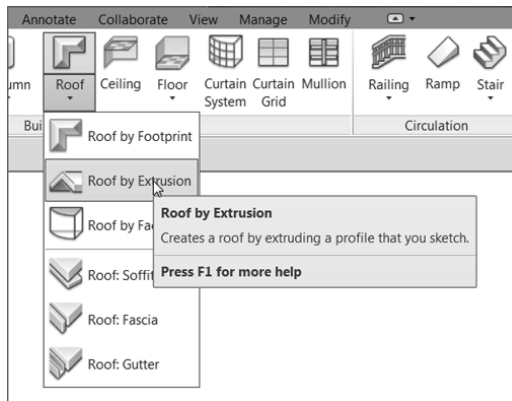 Annotate Collaborate View Manage Modify
umn Roof Ceiling Floor Curtain System Curtain Grid Mullion Railing Ramp Stair
Bui Circulation
Roof by Footprint
Roof by Extrusion
Roof by Fa
Roof by Extrusion
Creates a roof by extruding a profile that you sketch.
Press F1 for more help
Roof: Soffit
Roof: Fascia
Roof: Gutter